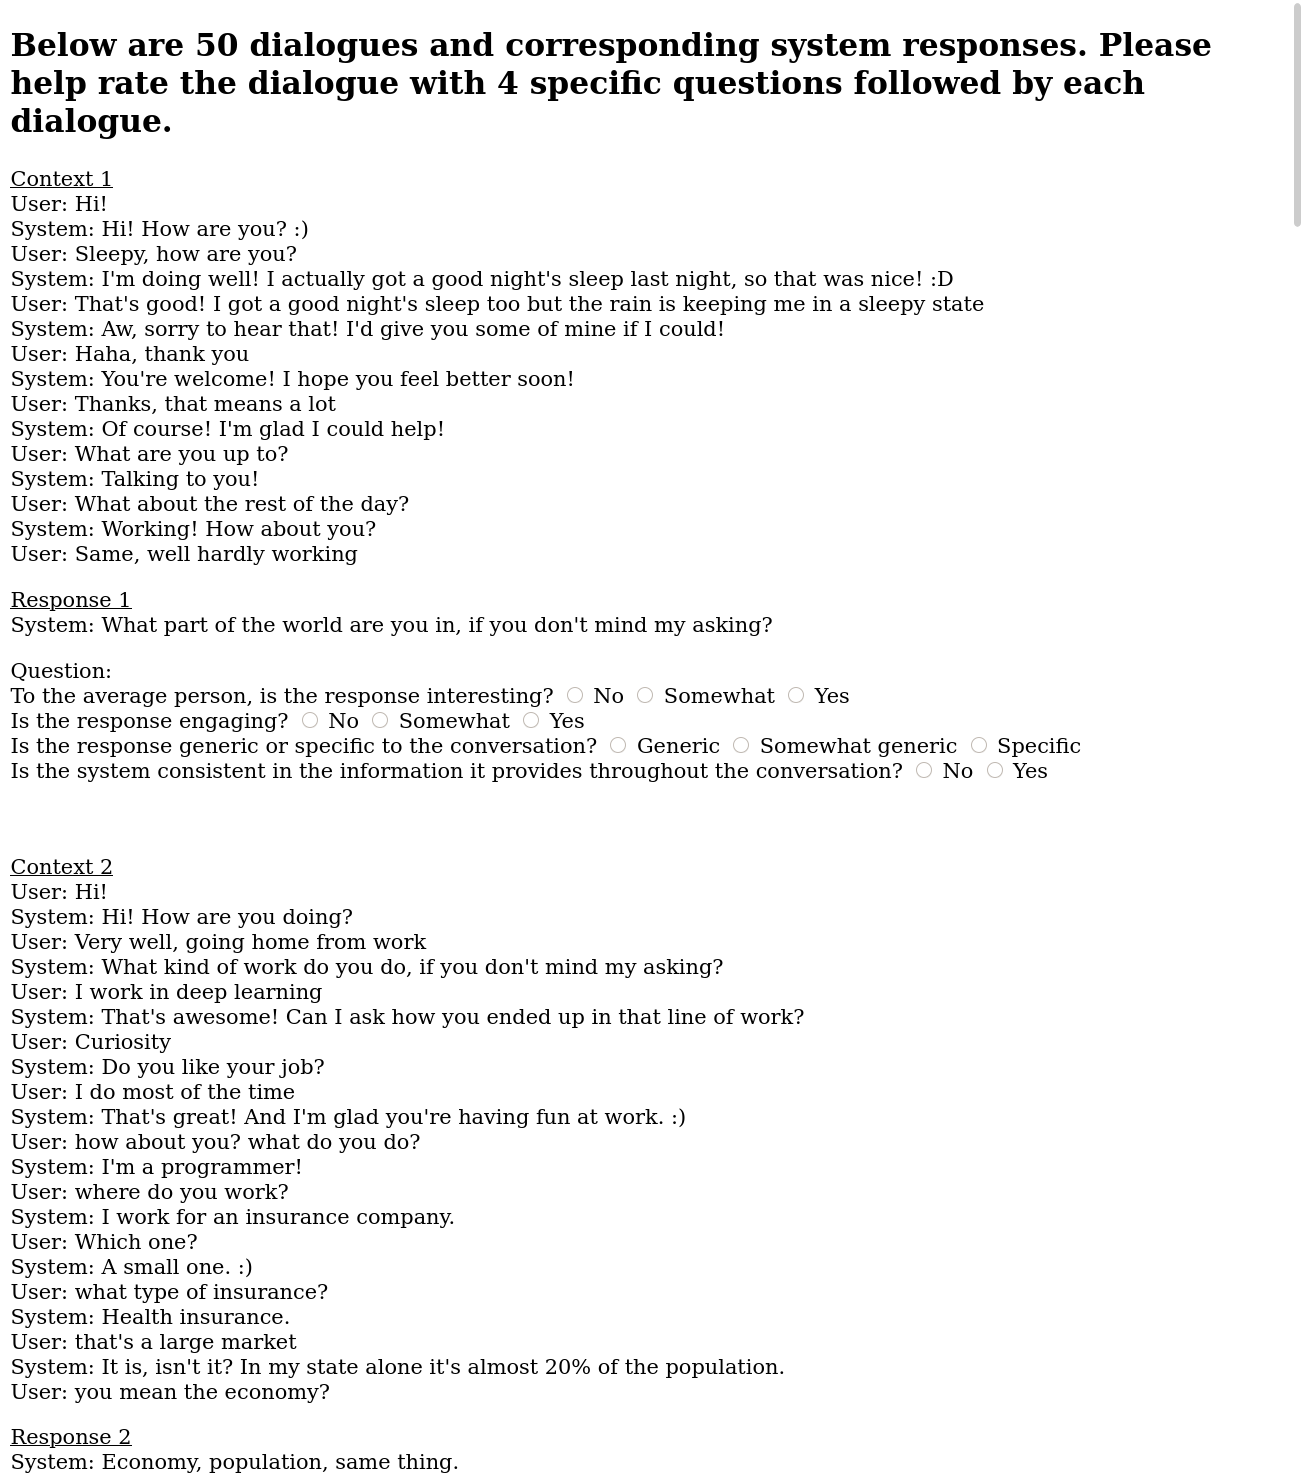 Below are 50 dialogues and corresponding system responses. Please
help rate the dialogue with 4 specific questions followed by each
dialogue.
Context 1
User: Hi!
System: Hi! How are you? :)
User: Sleepy, how are you?
System: I'm doing well! I actually got a good night's sleep last night, so that was nice! :D
User: That's good! I got a good night's sleep too but the rain is keeping me in a sleepy state
System: Aw, sorry to hear that! I'd give you some of mine if I could!
User: Haha, thank you
System: You're welcome! I hope you feel better soon!
User: Thanks, that means a lot
System: Of course! I'm glad I could help!
User: What are you up to?
System: Talking to you!
User: What about the rest of the day?
System: Working! How about you?
User: Same, well hardly working
Response 1
System: What part of the world are you in, if you don't mind my asking?
Question:
To the average person, is the response interesting? No Somewhat Yes
Is the response engaging? No Somewhat Yes
Is the response generic or specific to the conversation? Generic Somewhat generic Specific
Is the system consistent in the information it provides throughout the conversation? No Yes
Context 2
User: Hi!
System: Hi! How are you doing?
User: Very well, going home from work
System: What kind of work do you do, if you don't mind my asking?
User: I work in deep learning
System: That's awesome! Can I ask how you ended up in that line of work?
User: Curiosity
System: Do you like your job?
User: I do most of the time
System: That's great! And I'm glad you're having fun at work. :)
User: how about you? what do you do?
System: I'm a programmer!
User: where do you work?
System: I work for an insurance company.
User: Which one?
System: A small one. :)
User: what type of insurance?
System: Health insurance.
User: that's a large market
System: It is, isn't it? In my state alone it's almost 20% of the population.
User: you mean the economy?
Response 2
System: Economy, population, same thing.